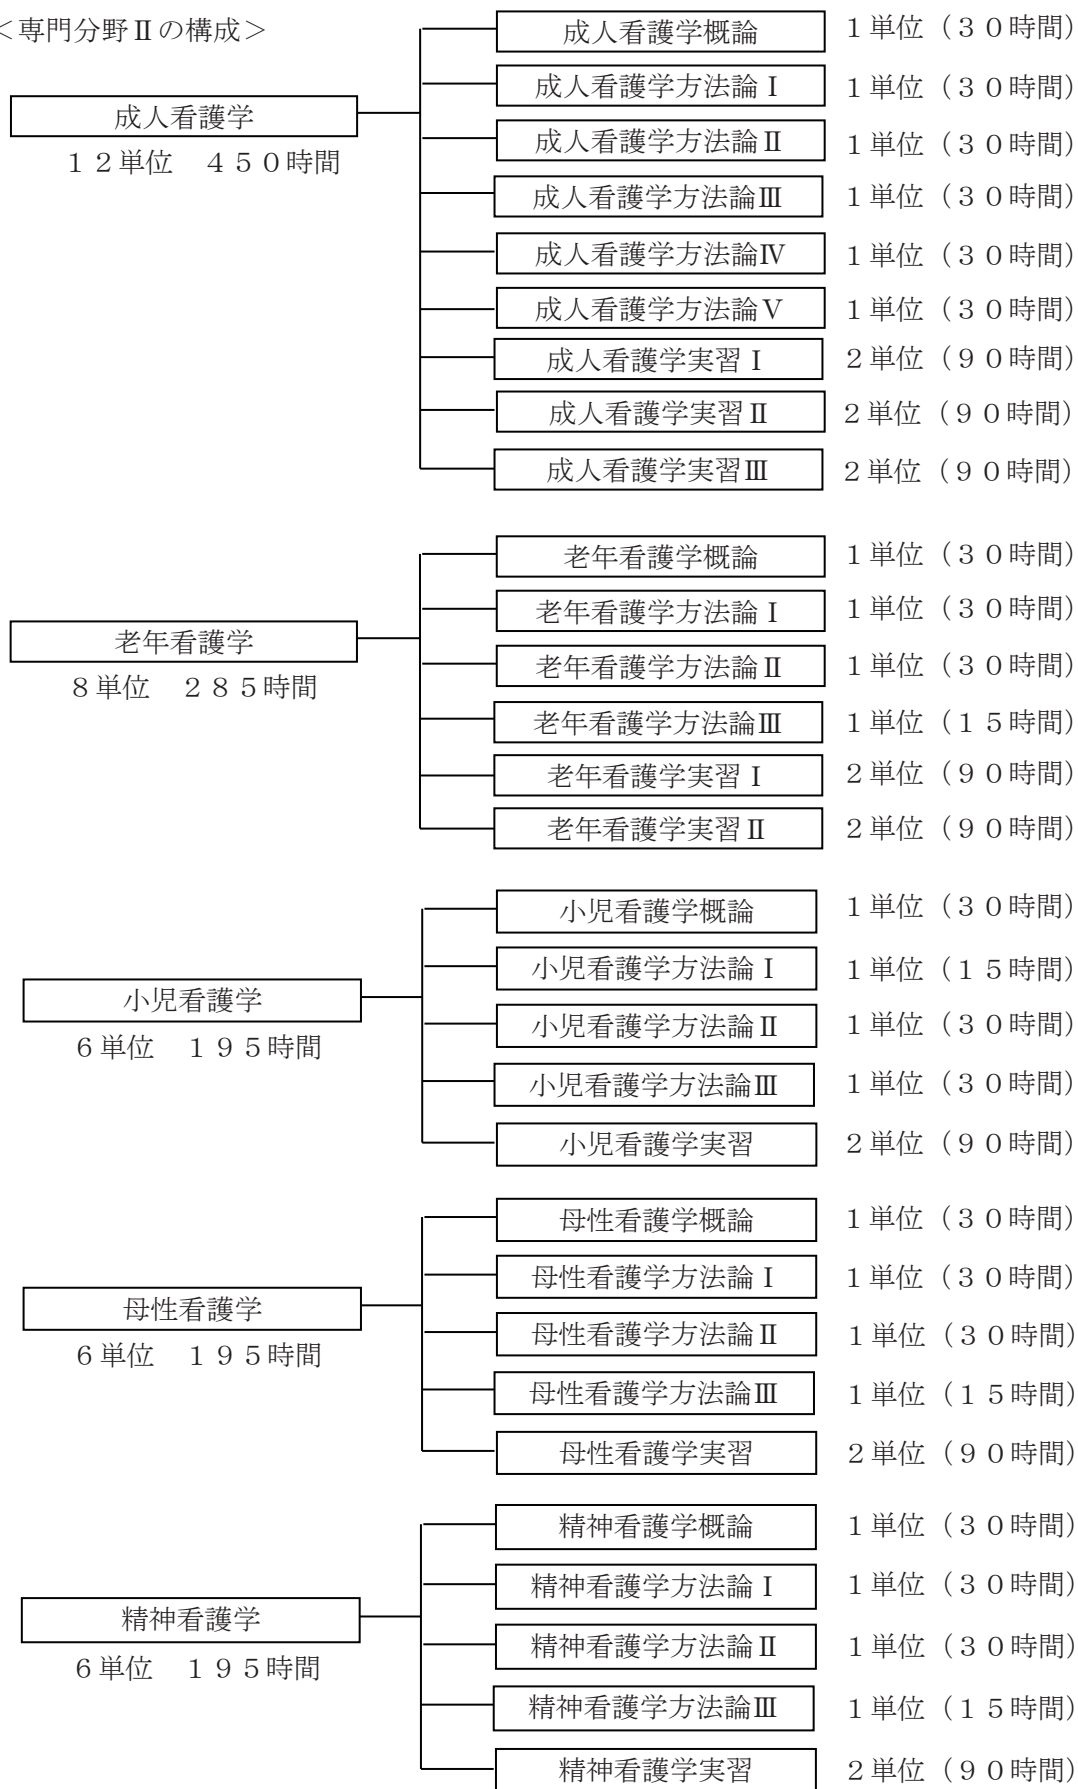 ＜専門分野Ⅱの構成＞
成人看護学
１２単位　４５０時間
成人看護学概論　１単位（３０時間）
成人看護学方法論Ⅰ　１単位（３０時間）
成人看護学方法論Ⅱ　１単位（３０時間）
成人看護学方法論Ⅲ　１単位（３０時間）
成人看護学方法論Ⅳ　１単位（３０時間）
成人看護学方法論Ⅴ　１単位（３０時間）
成人看護学実習Ⅰ　２単位（９０時間）
成人看護学実習Ⅱ　２単位（９０時間）
成人看護学実習Ⅲ　２単位（９０時間）
老年看護学
８単位　２８５時間
老年看護学概論　１単位（３０時間）
老年看護学方法論Ⅰ　１単位（３０時間）
老年看護学方法論Ⅱ　１単位（３０時間）
老年看護学方法論Ⅲ　１単位（１５時間）
老年看護学実習Ⅰ　２単位（９０時間）
老年看護学実習Ⅱ　２単位（９０時間）
小児看護学
６単位　１９５時間
小児看護学概論　１単位（３０時間）
小児看護学方法論Ⅰ　１単位（１５時間）
小児看護学方法論Ⅱ　１単位（３０時間）
小児看護学方法論Ⅲ　１単位（３０時間）
小児看護学実習　２単位（９０時間）
母性看護学
６単位　１９５時間
母性看護学概論　１単位（３０時間）
母性看護学方法論Ⅰ　１単位（３０時間）
母性看護学方法論Ⅱ　１単位（３０時間）
母性看護学方法論Ⅲ　１単位（１５時間）
母性看護学実習　２単位（９０時間）
精神看護学
６単位　１９５時間
精神看護学概論　１単位（３０時間）
精神看護学方法論Ⅰ　１単位（３０時間）
精神看護学方法論Ⅱ　１単位（３０時間）
精神看護学方法論Ⅲ　１単位（１５時間）
精神看護学実習　２単位（９０時間）